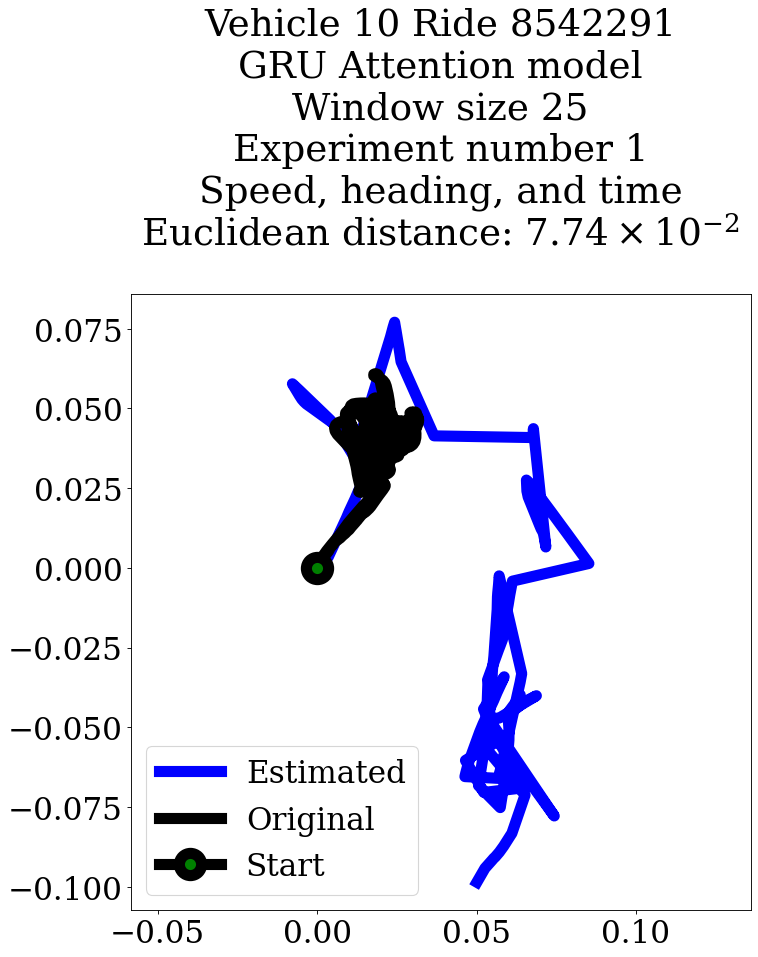 Vehicle 10 Ride 8542291
GRU Attention model
Window size 25
Experiment number 1
Speed, heading, and time
Euclidean distance: 7.74 × 10⁻²
0.075
0.050
0.025
0.000
−0.025
−0.050
−0.075
−0.100
Estimated
Original
Start
−0.05 0.00 0.05 0.10